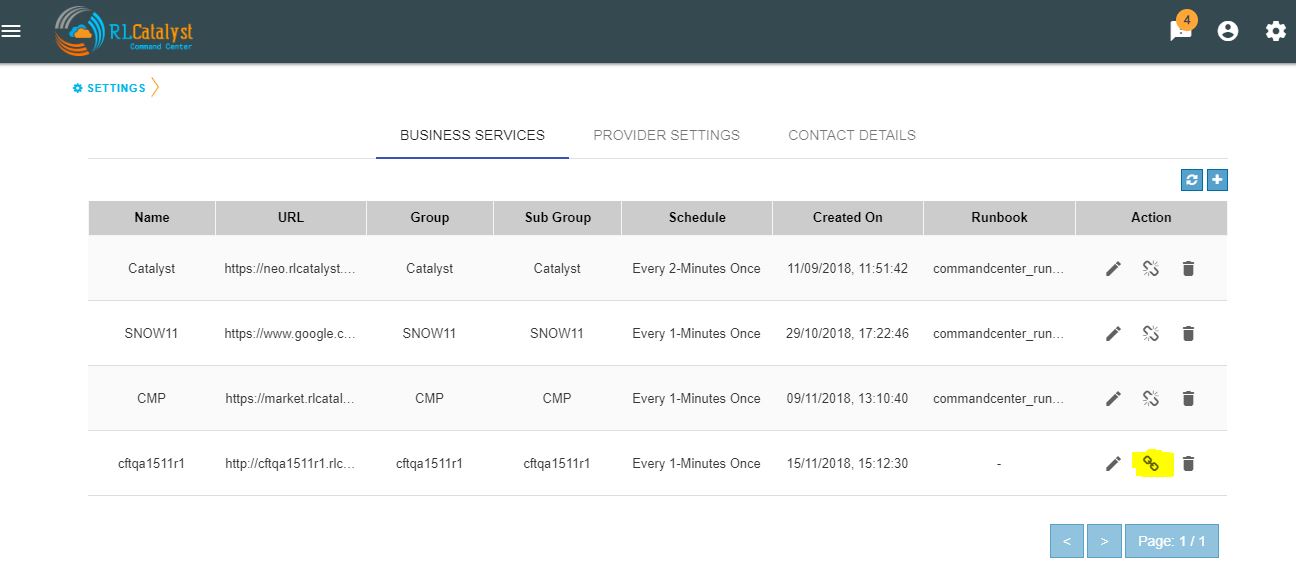 4
RLCatalyst
Command Center
SETTINGS
BUSINESS SERVICES PROVIDER SETTINGS CONTACT DETAILS
Name URL Group Sub Group Schedule Created On Runbook Action
Catalyst https://neo.rlcatalyst.... Catalyst Catalyst Every 2-Minutes Once 11/09/2018, 11:51:42 commandcenter_run...
SNOW11 https://www.google.c... SNOW11 SNOW11 Every 1-Minutes Once 29/10/2018, 17:22:46 commandcenter_run...
CMP https://market.rlcatal... CMP CMP Every 1-Minutes Once 09/11/2018, 13:10:40 commandcenter_run...
cftqa1511r1 http://cftqa1511r1.rlc... cftqa1511r1 cftqa1511r1 Every 1-Minutes Once 15/11/2018, 15:12:30 -
< > Page: 1 / 1